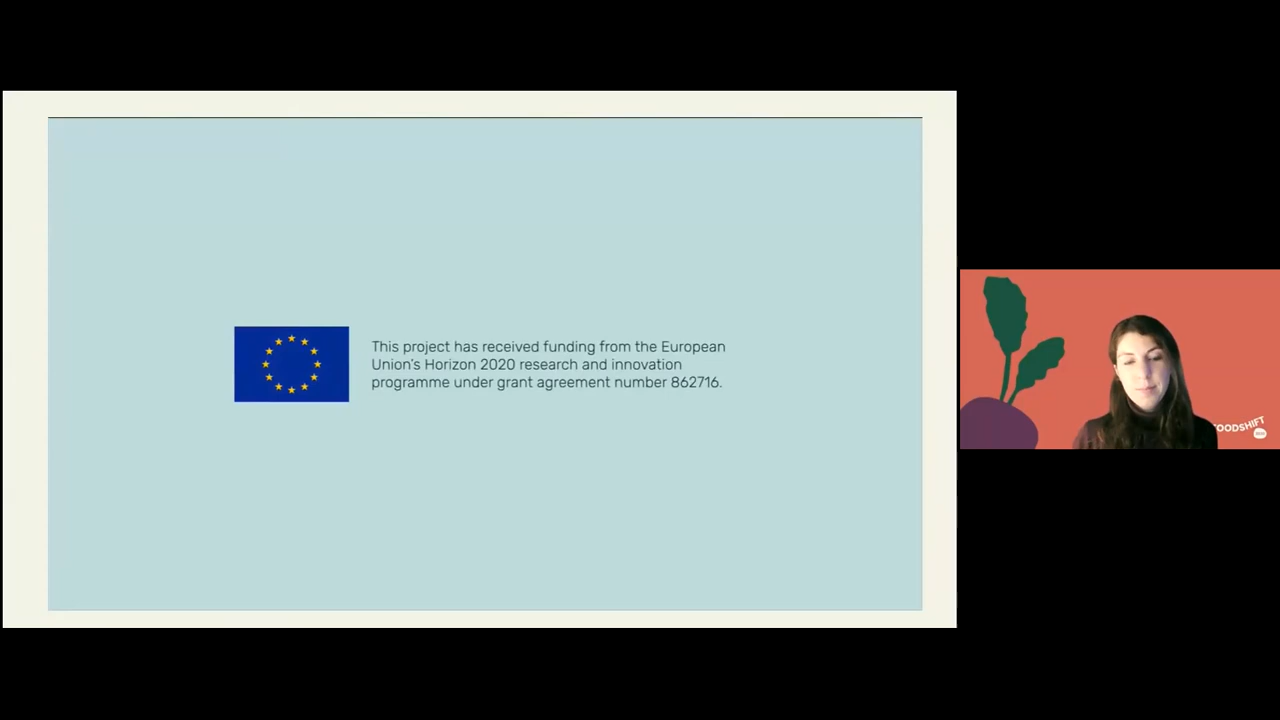 This project has received funding from the European
Union's Horizon 2020 research and innovation
programme under grant agreement number 862716.
OODSHIFT